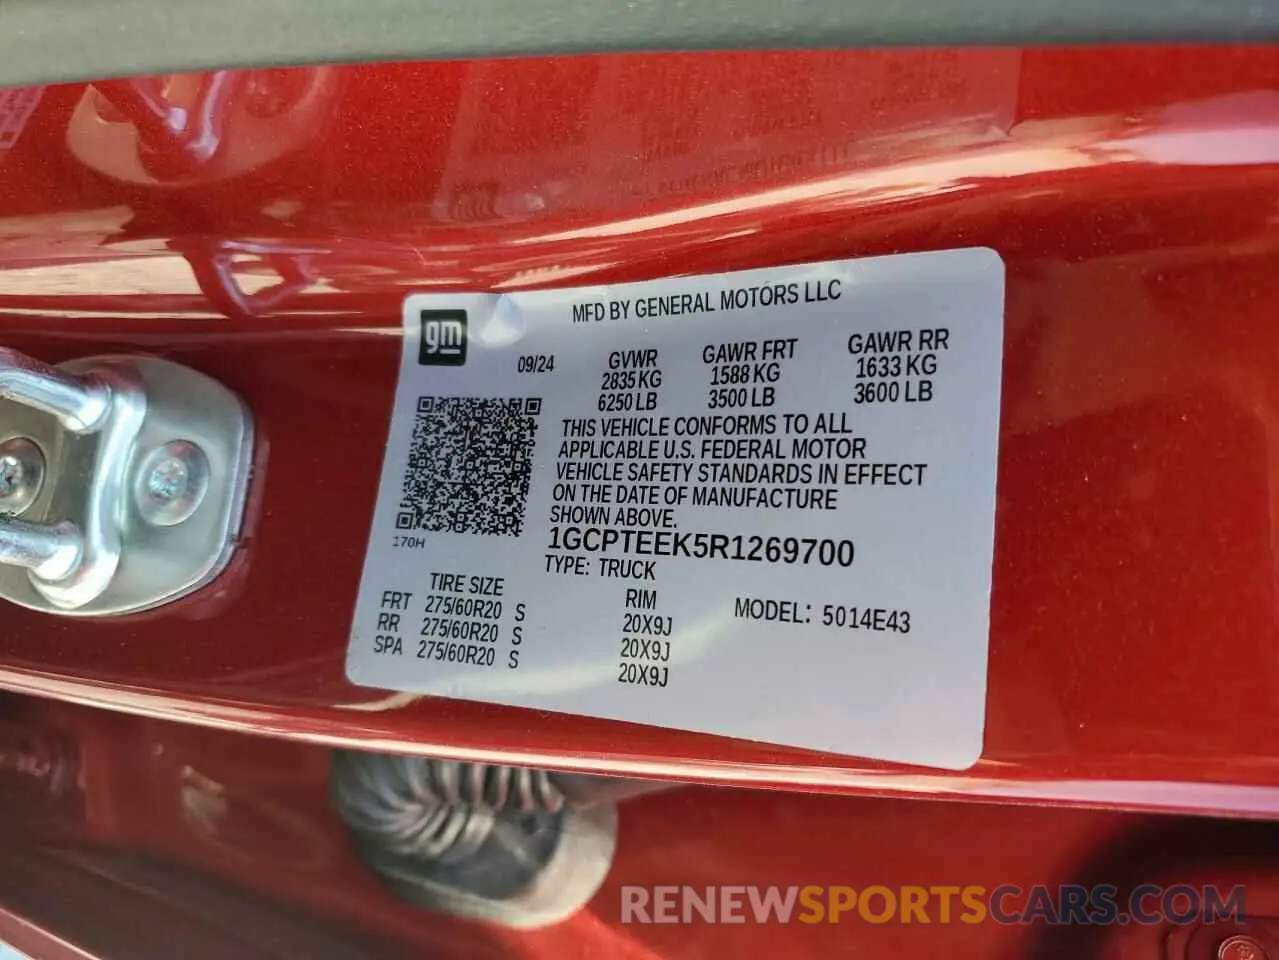 gm
MFD BY GENERAL MOTORS LLC
09/24
GVWR
2835 KG
6250 LB
GAWR FRT
1588 KG
3500 LB
GAWR RR
1633 KG
3600 LB
THIS VEHICLE CONFORMS TO ALL
APPLICABLE U.S. FEDERAL MOTOR
VEHICLE SAFETY STANDARDS IN EFFECT
ON THE DATE OF MANUFACTURE
SHOWN ABOVE.
170H
1GCPTEEK5R1269700
TYPE: TRUCK
TIRE SIZE
RIM
MODEL: 5014E43
FRT 275/60R20 S 20X9J
RR 275/60R20 S 20X9J
SPA 275/60R20 S 20X9J
RENEWSPORTSCARS.COM